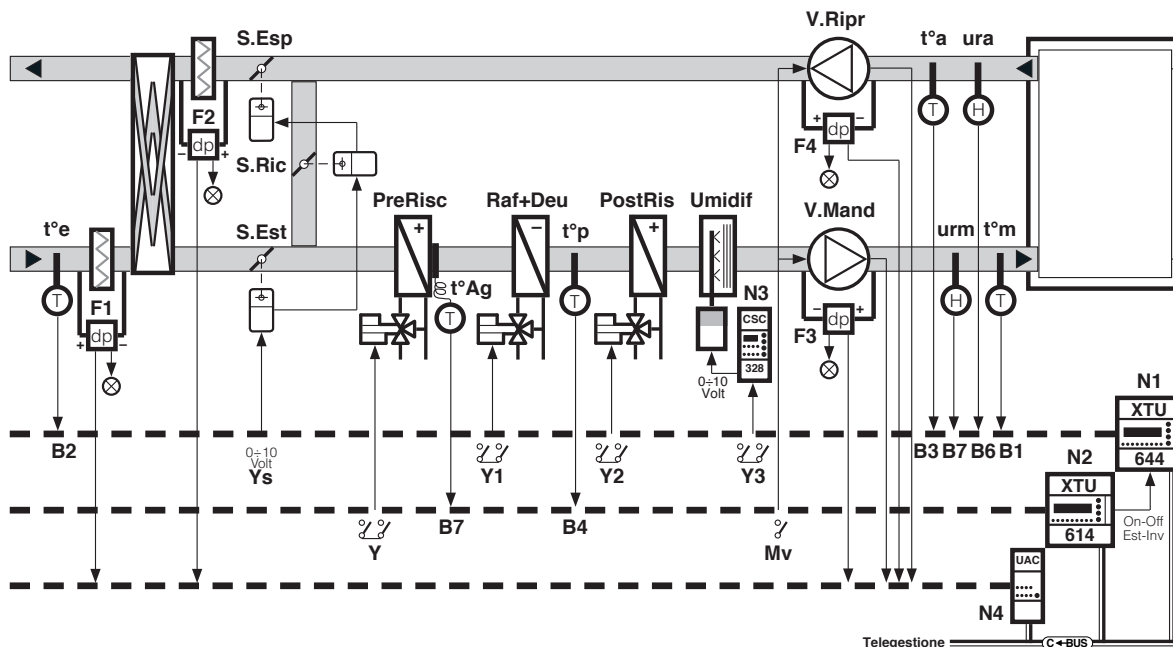 V.Ripr
S.Esp
t°a ura
F2
+ −
T H
dp
− +
dp
F4
S.Ric
PreRisc Raf+Deu PostRis Umidif
V.Mand
t°e
S.Est
+ − t°p +
urm t°m
F1
t°Ag
N3
T
T T
CSC
− +
H T
+ dp −
dp
F3
328
0÷10
Volt
N1
XTU
B2
0÷10
Volt
Ys
Y1 Y2 Y3
B3 B7 B6 B1
644
N2
XTU
614
On-Off
Est-Inv
Y
B7 B4
Mv
UAC
N4
Telegestione
C BUS